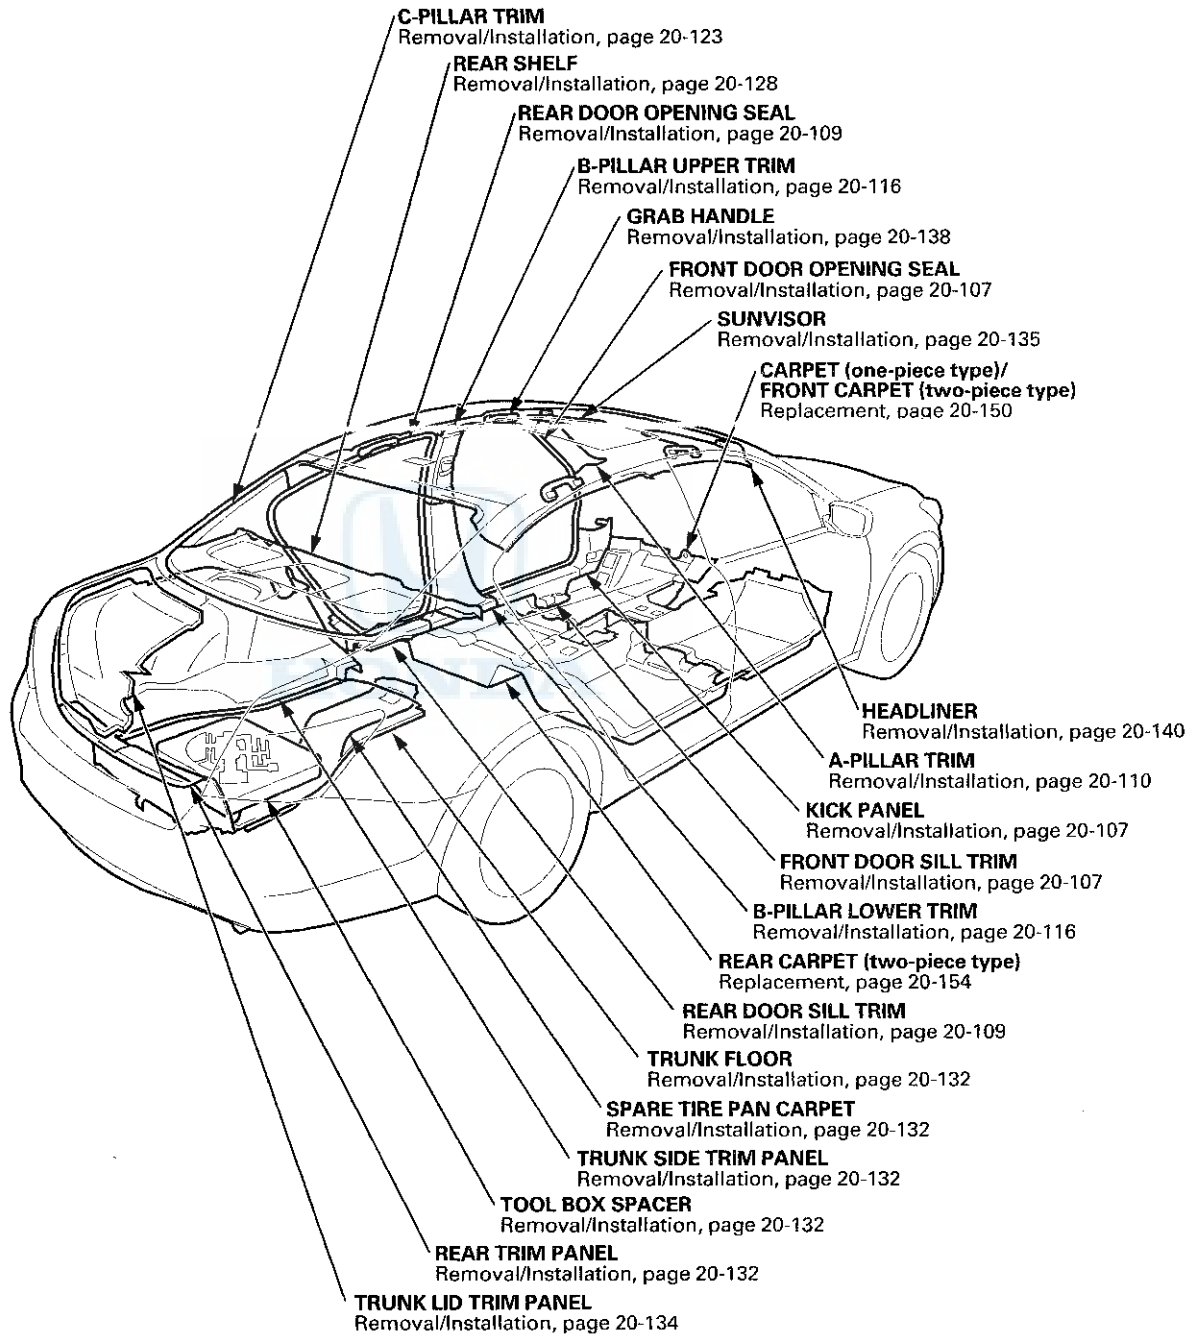 C-PILLAR TRIM
Removal/Installation, page 20-123
REAR SHELF
Removal/Installation, page 20-128
REAR DOOR OPENING SEAL
Removal/Installation, page 20-109
B-PILLAR UPPER TRIM
Removal/Installation, page 20-116
GRAB HANDLE
Removal/Installation, page 20-138
FRONT DOOR OPENING SEAL
Removal/Installation, page 20-107
SUNVISOR
Removal/Installation, page 20-135
CARPET (one-piece type)/
FRONT CARPET (two-piece type)
Replacement, page 20-150
HONDA
HEADLINER
Removal/Installation, page 20-140
A-PILLAR TRIM
Removal/Installation, page 20-110
KICK PANEL
Removal/Installation, page 20-107
FRONT DOOR SILL TRIM
Removal/Installation, page 20-107
B-PILLAR LOWER TRIM
Removal/Installation, page 20-116
REAR CARPET (two-piece type)
Replacement, page 20-154
REAR DOOR SILL TRIM
Removal/Installation, page 20-109
TRUNK FLOOR
Removal/Installation, page 20-132
SPARE TIRE PAN CARPET
Removal/Installation, page 20-132
TRUNK SIDE TRIM PANEL
Removal/Installation, page 20-132
TOOL BOX SPACER
Removal/Installation, page 20-132
REAR TRIM PANEL
Removal/Installation, page 20-132
TRUNK LID TRIM PANEL
Removal/Installation, page 20-134